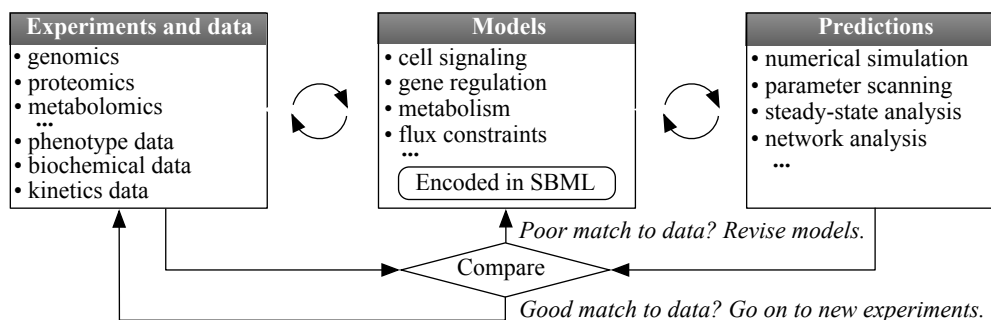 Experiments and data
• genomics
• proteomics
• metabolomics
...
• phenotype data
• biochemical data
• kinetics data
Models
• cell signaling
• gene regulation
• metabolism
• flux constraints
...
Encoded in SBML
Predictions
• numerical simulation
• parameter scanning
• steady-state analysis
• network analysis
...
Poor match to data? Revise models.
Compare
Good match to data? Go on to new experiments.